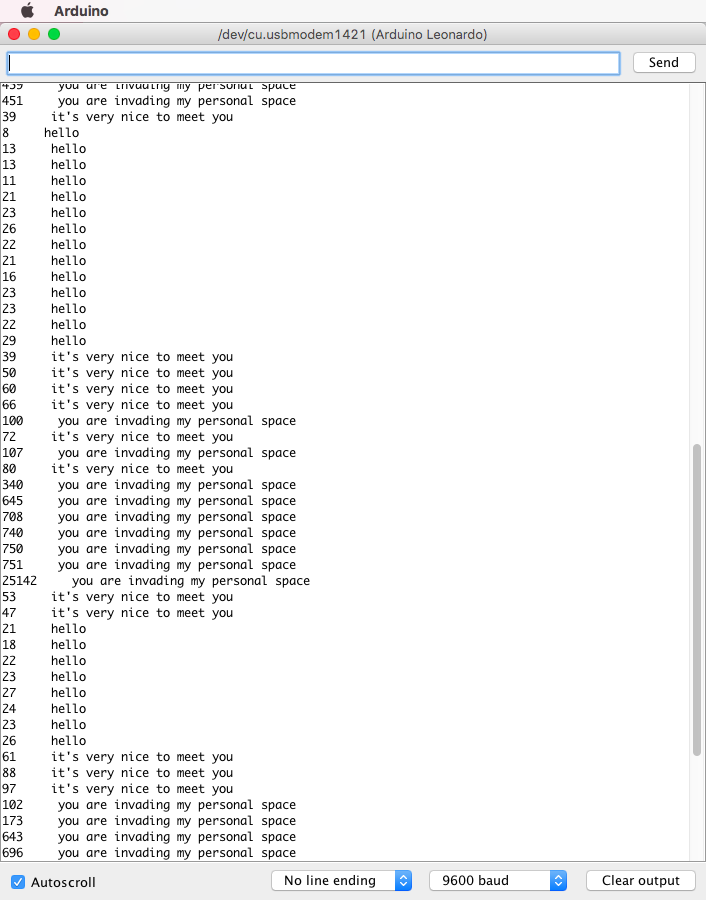 Arduino
/dev/cu.usbmodem1421 (Arduino Leonardo)
Send
459 you are invading my personal space
451 you are invading my personal space
39 it's very nice to meet you
8 hello
13 hello
13 hello
11 hello
21 hello
23 hello
26 hello
22 hello
21 hello
16 hello
23 hello
23 hello
22 hello
29 hello
39 it's very nice to meet you
50 it's very nice to meet you
60 it's very nice to meet you
66 it's very nice to meet you
100 you are invading my personal space
72 it's very nice to meet you
107 you are invading my personal space
80 it's very nice to meet you
340 you are invading my personal space
645 you are invading my personal space
708 you are invading my personal space
740 you are invading my personal space
750 you are invading my personal space
751 you are invading my personal space
25142 you are invading my personal space
53 it's very nice to meet you
47 it's very nice to meet you
21 hello
18 hello
22 hello
23 hello
27 hello
24 hello
23 hello
26 hello
61 it's very nice to meet you
88 it's very nice to meet you
97 it's very nice to meet you
102 you are invading my personal space
173 you are invading my personal space
643 you are invading my personal space
696 you are invading my personal space
Autoscroll No line ending 9600 baud Clear output